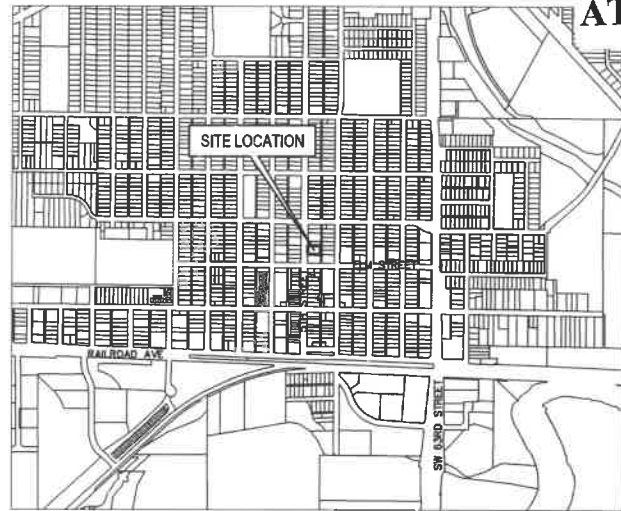 AT
SITE LOCATION
ELM STREET
RAILROAD AVE
SW 63RD STREET